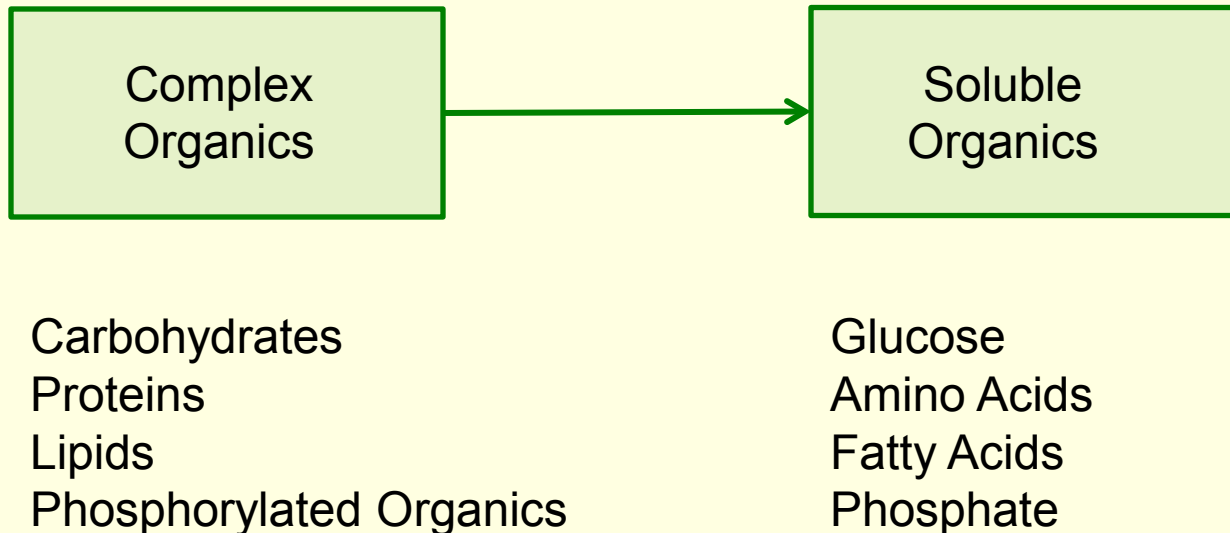 Complex
Organics
Soluble
Organics
Carbohydrates
Proteins
Lipids
Phosphorylated Organics
Glucose
Amino Acids
Fatty Acids
Phosphate